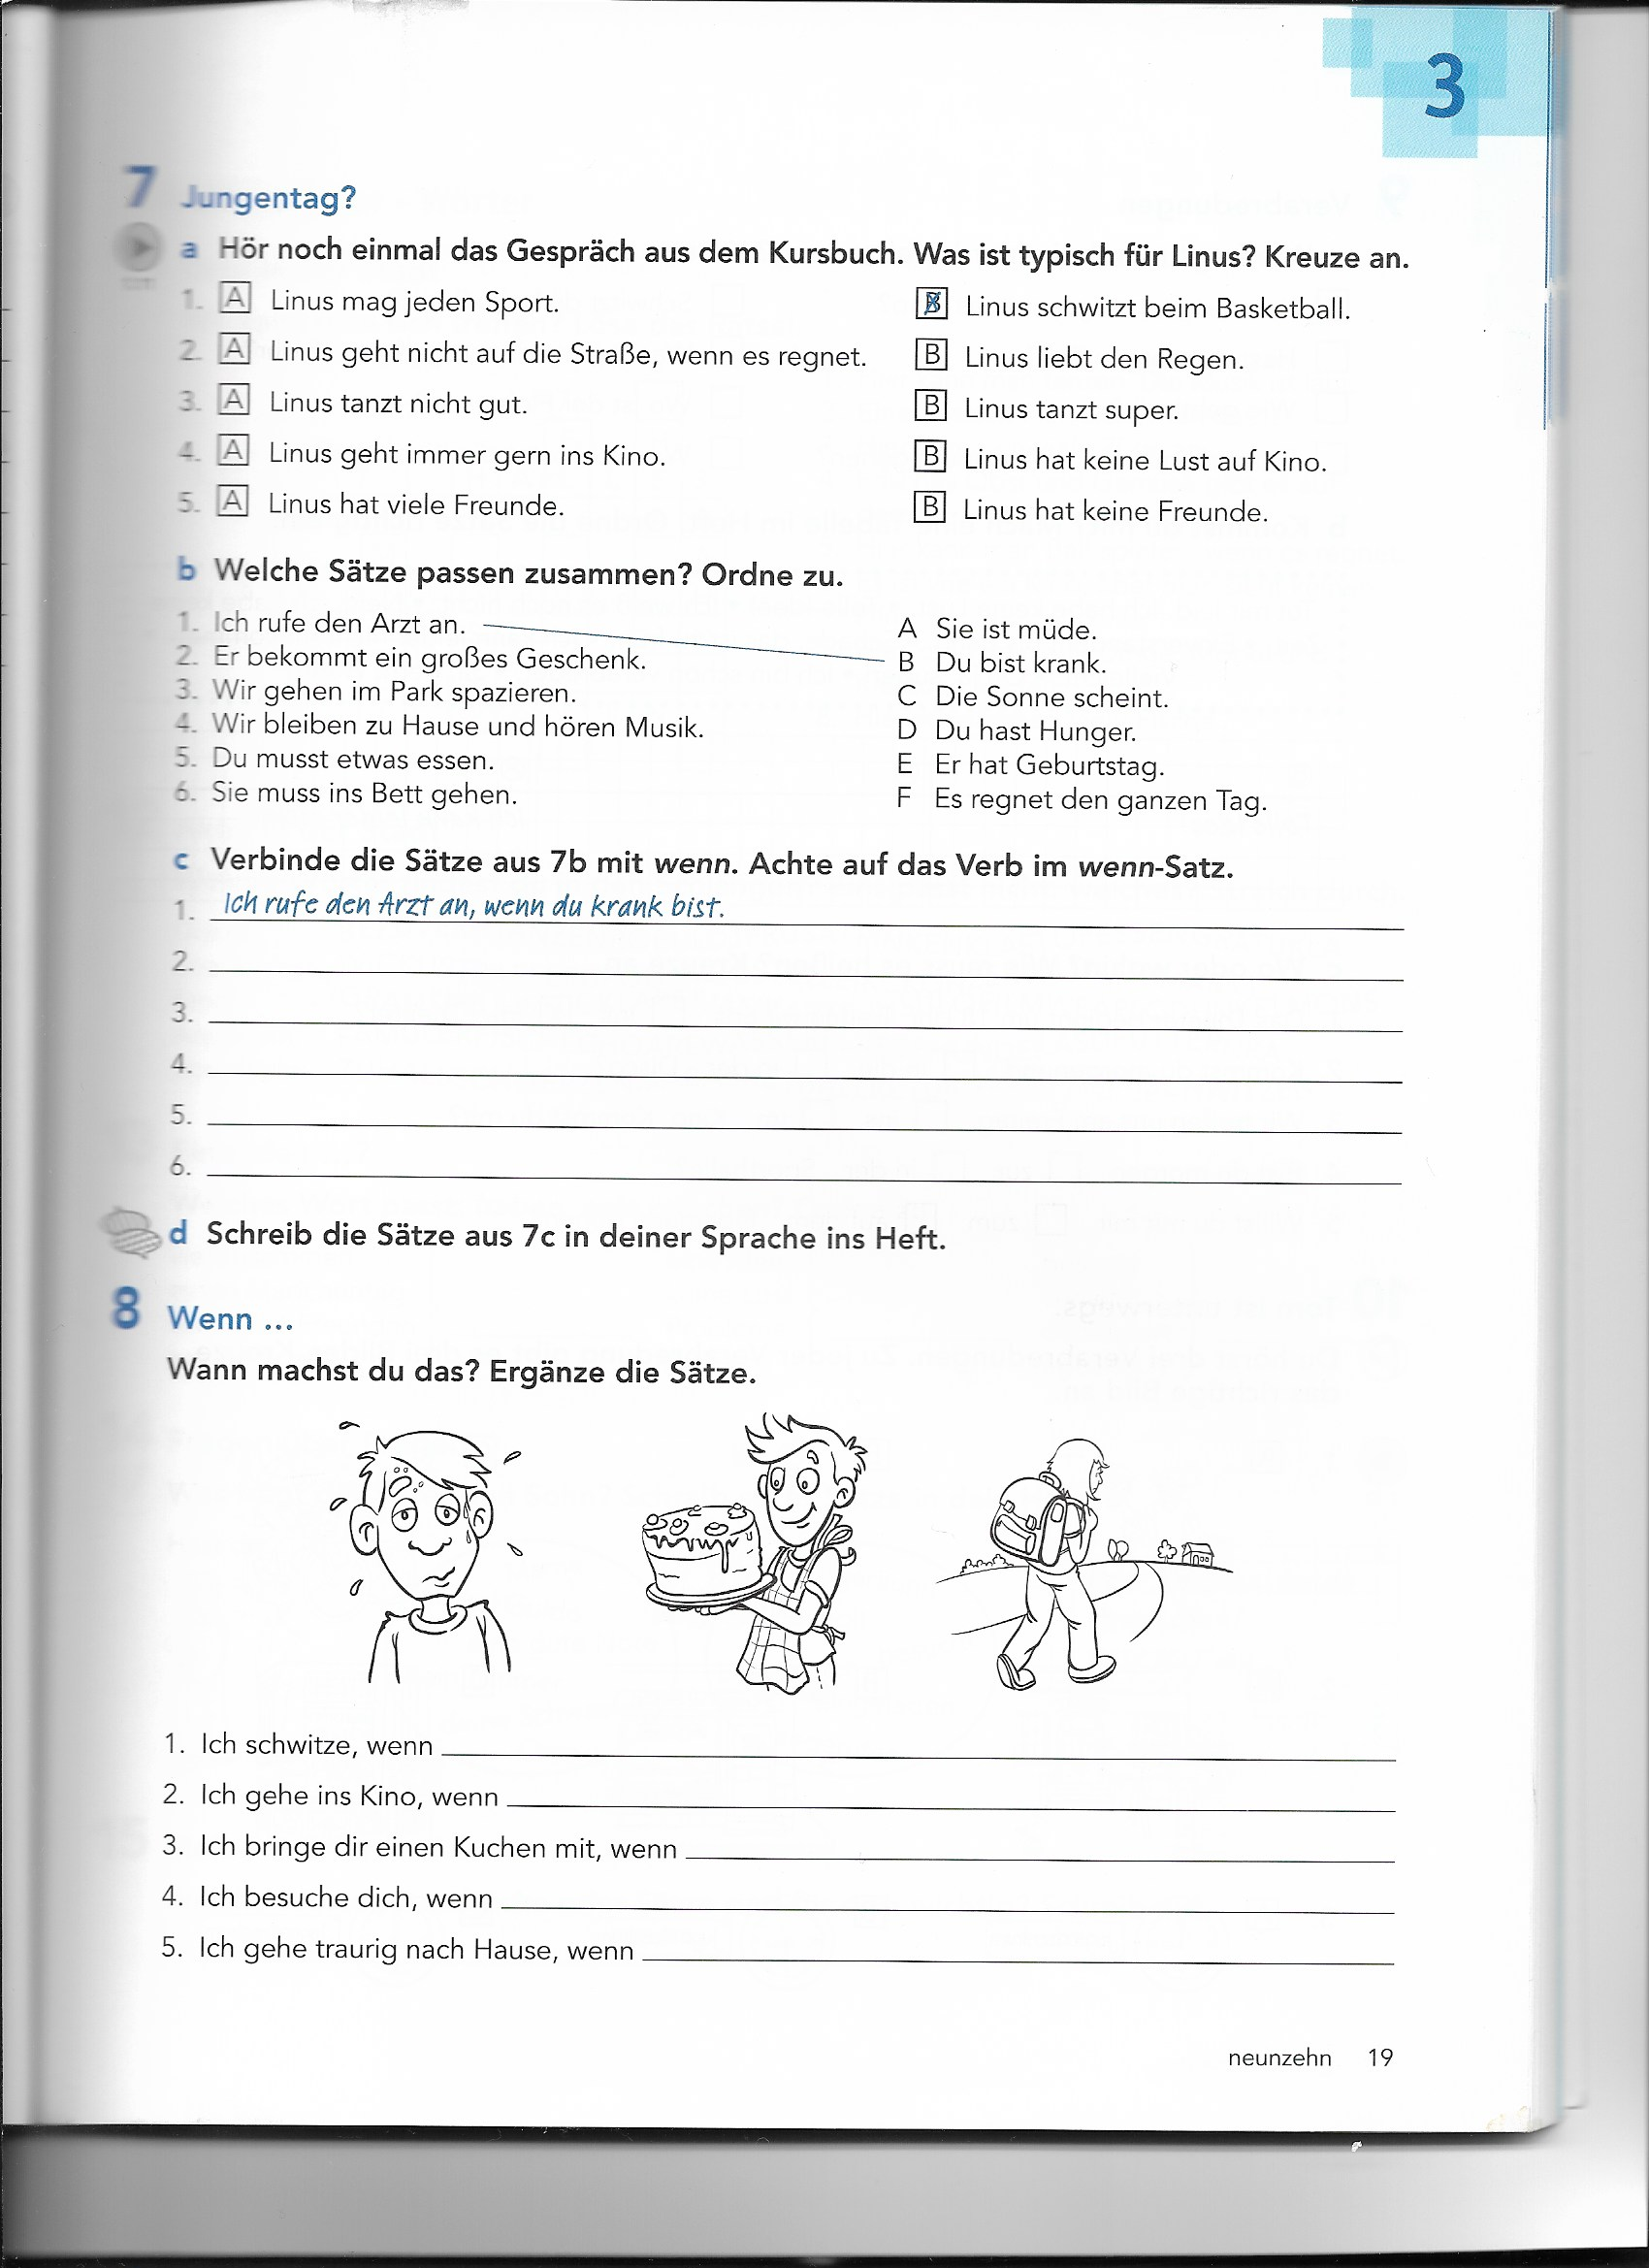 3
7 Jungentag?
a Hör noch einmal das Gespräch aus dem Kursbuch. Was ist typisch für Linus? Kreuze an.
1. A Linus mag jeden Sport. B Linus schwitzt beim Basketball.
2. A Linus geht nicht auf die Straße, wenn es regnet. B Linus liebt den Regen.
3. A Linus tanzt nicht gut. B Linus tanzt super.
4. A Linus geht immer gern ins Kino. B Linus hat keine Lust auf Kino.
5. A Linus hat viele Freunde. B Linus hat keine Freunde.
b Welche Sätze passen zusammen? Ordne zu.
1. Ich rufe den Arzt an. A Sie ist müde.
2. Er bekommt ein großes Geschenk. B Du bist krank.
3. Wir gehen im Park spazieren. C Die Sonne scheint.
4. Wir bleiben zu Hause und hören Musik. D Du hast Hunger.
5. Du musst etwas essen. E Er hat Geburtstag.
6. Sie muss ins Bett gehen. F Es regnet den ganzen Tag.
c Verbinde die Sätze aus 7b mit wenn. Achte auf das Verb im wenn-Satz.
1. Ich rufe den Arzt an, wenn du krank bist.
2.
3.
4.
5.
6.
d Schreib die Sätze aus 7c in deiner Sprache ins Heft.
8 Wenn ...
Wann machst du das? Ergänze die Sätze.
1. Ich schwitze, wenn
2. Ich gehe ins Kino, wenn
3. Ich bringe dir einen Kuchen mit, wenn
4. Ich besuche dich, wenn
5. Ich gehe traurig nach Hause, wenn
neunzehn 19